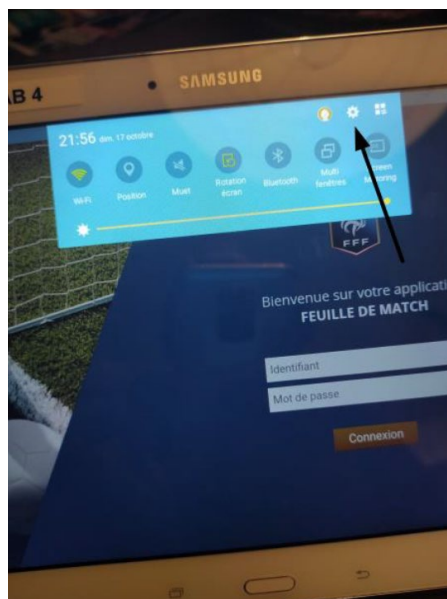 SAMSUNG
AB 4
21:56 dim. 17 octobre
Wi-Fi
Position
Muet
Rotation
écran
Bluetooth
Multi
fenêtres
Screen
Mirroring
FFF
Bienvenue sur votre applicati
FEUILLE DE MATCH
Identifiant
Mot de passe
Connexion